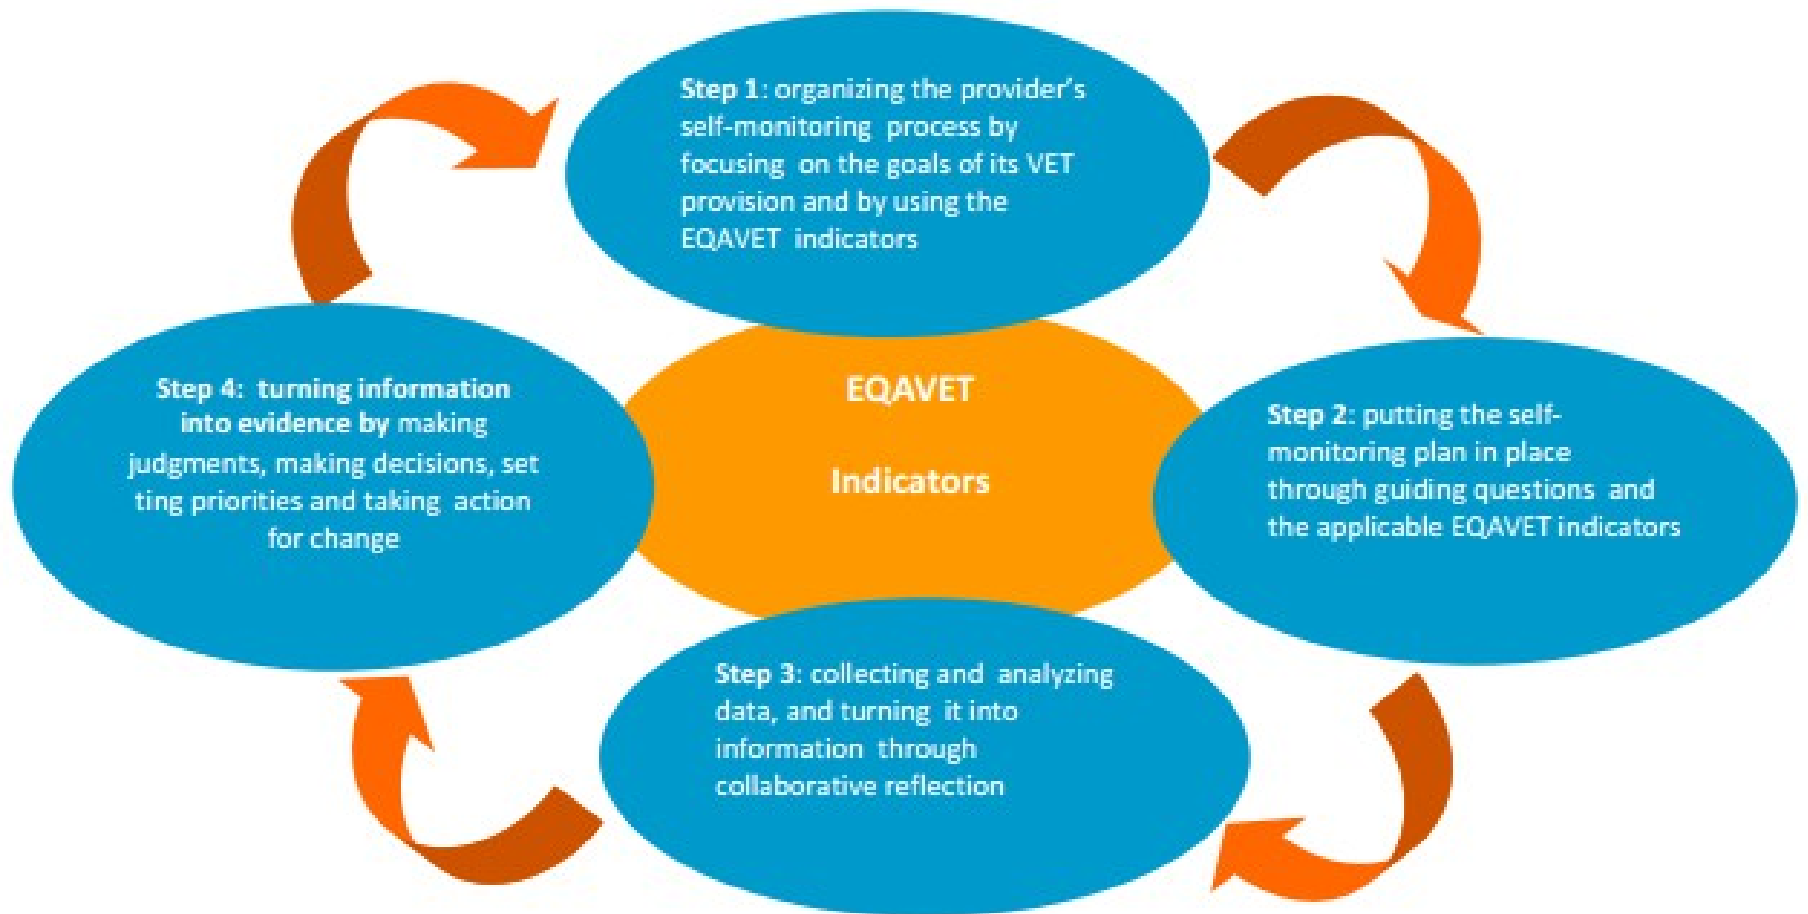 Step 1: organizing the provider's
self-monitoring process by
focusing on the goals of its VET
provision and by using the
EQAVET indicators
EQAVET
Indicators
Step 2: putting the self-
monitoring plan in place
through guiding questions and
the applicable EQAVET indicators
Step 3: collecting and analyzing
data, and turning it into
information through
collaborative reflection
Step 4: turning information
into evidence by making
judgments, making decisions, set
ting priorities and taking action
for change